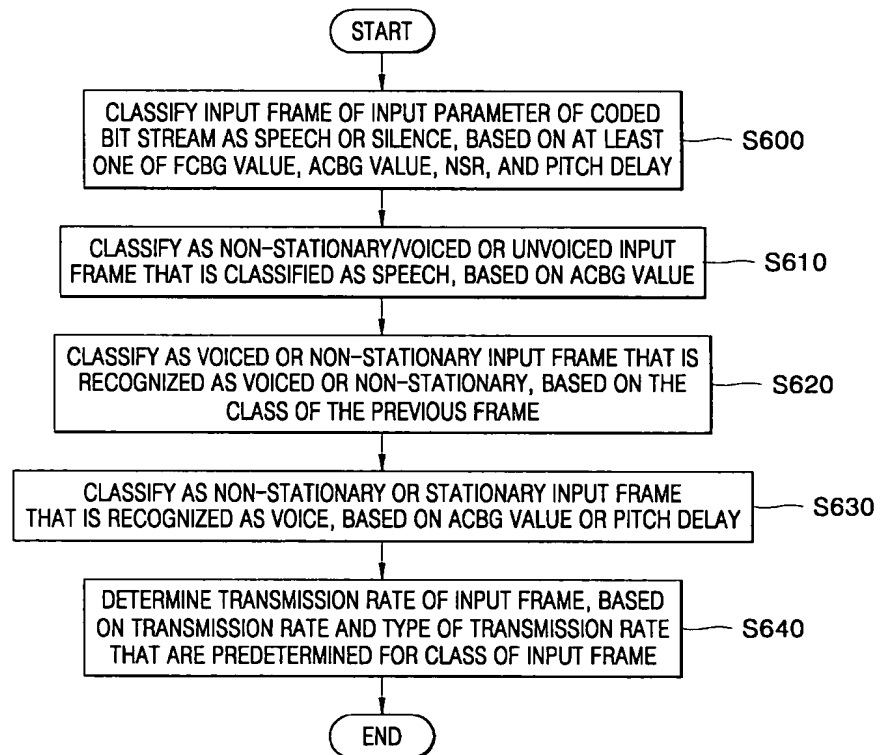 START
CLASSIFY INPUT FRAME OF INPUT PARAMETER OF CODED
BIT STREAM AS SPEECH OR SILENCE, BASED ON AT LEAST
ONE OF FCBG VALUE, ACBG VALUE, NSR, AND PITCH DELAY
S600
CLASSIFY AS NON-STATIONARY/VOICED OR UNVOICED INPUT
FRAME THAT IS CLASSIFIED AS SPEECH, BASED ON ACBG VALUE
S610
CLASSIFY AS VOICED OR NON-STATIONARY INPUT FRAME THAT IS
RECOGNIZED AS VOICED OR NON-STATIONARY, BASED ON THE
CLASS OF THE PREVIOUS FRAME
S620
CLASSIFY AS NON-STATIONARY OR STATIONARY INPUT FRAME
THAT IS RECOGNIZED AS VOICE, BASED ON ACBG VALUE OR PITCH DELAY
S630
DETERMINE TRANSMISSION RATE OF INPUT FRAME, BASED
ON TRANSMISSION RATE AND TYPE OF TRANSMISSION RATE
THAT ARE PREDETERMINED FOR CLASS OF INPUT FRAME
S640
END